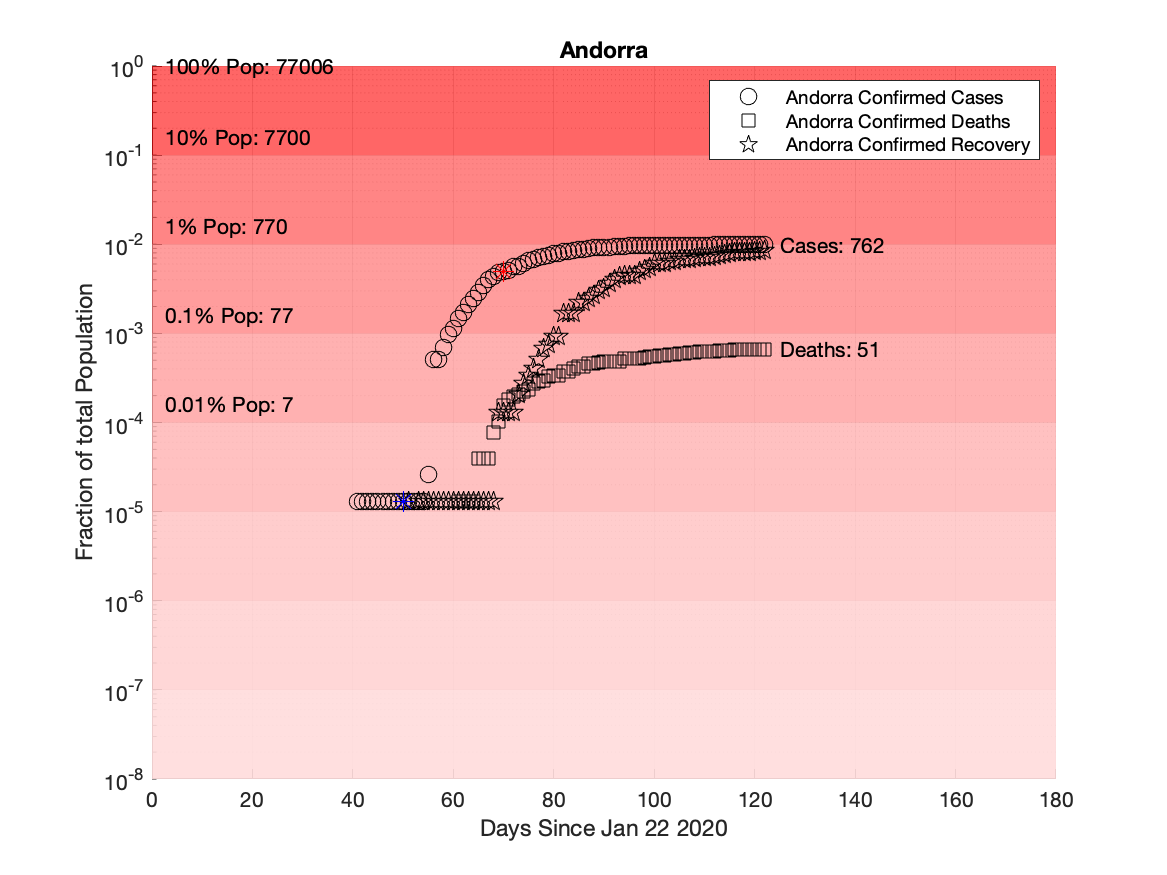 Andorra
10^0
100% Pop: 77006
Andorra Confirmed Cases
Andorra Confirmed Deaths
Andorra Confirmed Recovery
10% Pop: 7700
10^-1
1% Pop: 770
10^-2
Cases: 762
0.1% Pop: 77
10^-3
Deaths: 51
0.01% Pop: 7
10^-4
10^-5
10^-6
10^-7
10^-8
Fraction of total Population
0 20 40 60 80 100 120 140 160 180
Days Since Jan 22 2020